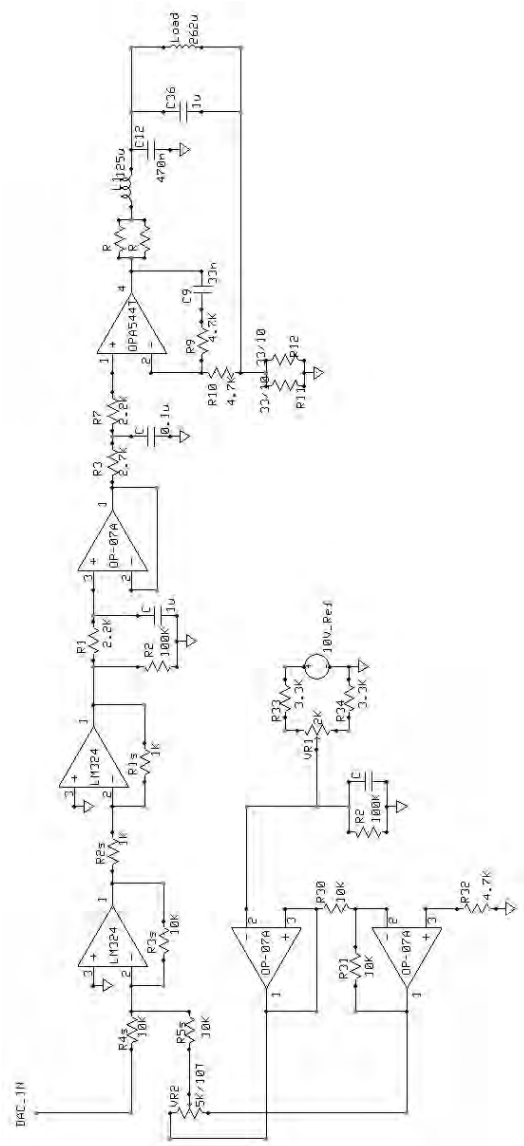 DAC_IN
R4s
10K
VR2
5K/10T
R5s
10K
3
+
2
-
LM324
1
R3s
10K
R2s
1K
3
+
2
-
LM324
1
R1s
1K
R1
2.2K
R2
100K
C
1u
3
+
2
-
OP-07A
1
R3
2.7K
C
0.1u
R7
2.2K
1
+
2
-
OPA544T
4
R9
4.7K
C9
33n
R10
4.7K
33/10
R11
33/10
R12
R
R
L1
125u
C12
470n
C36
1u
Load
262u
1
OP-07A
-
2
+
3
R30
10K
R31
10K
1
OP-07A
-
2
+
3
R32
4.7K
R2
100K
C
VR1
2K
R33
3.3K
R34
3.3K
10V_Ref